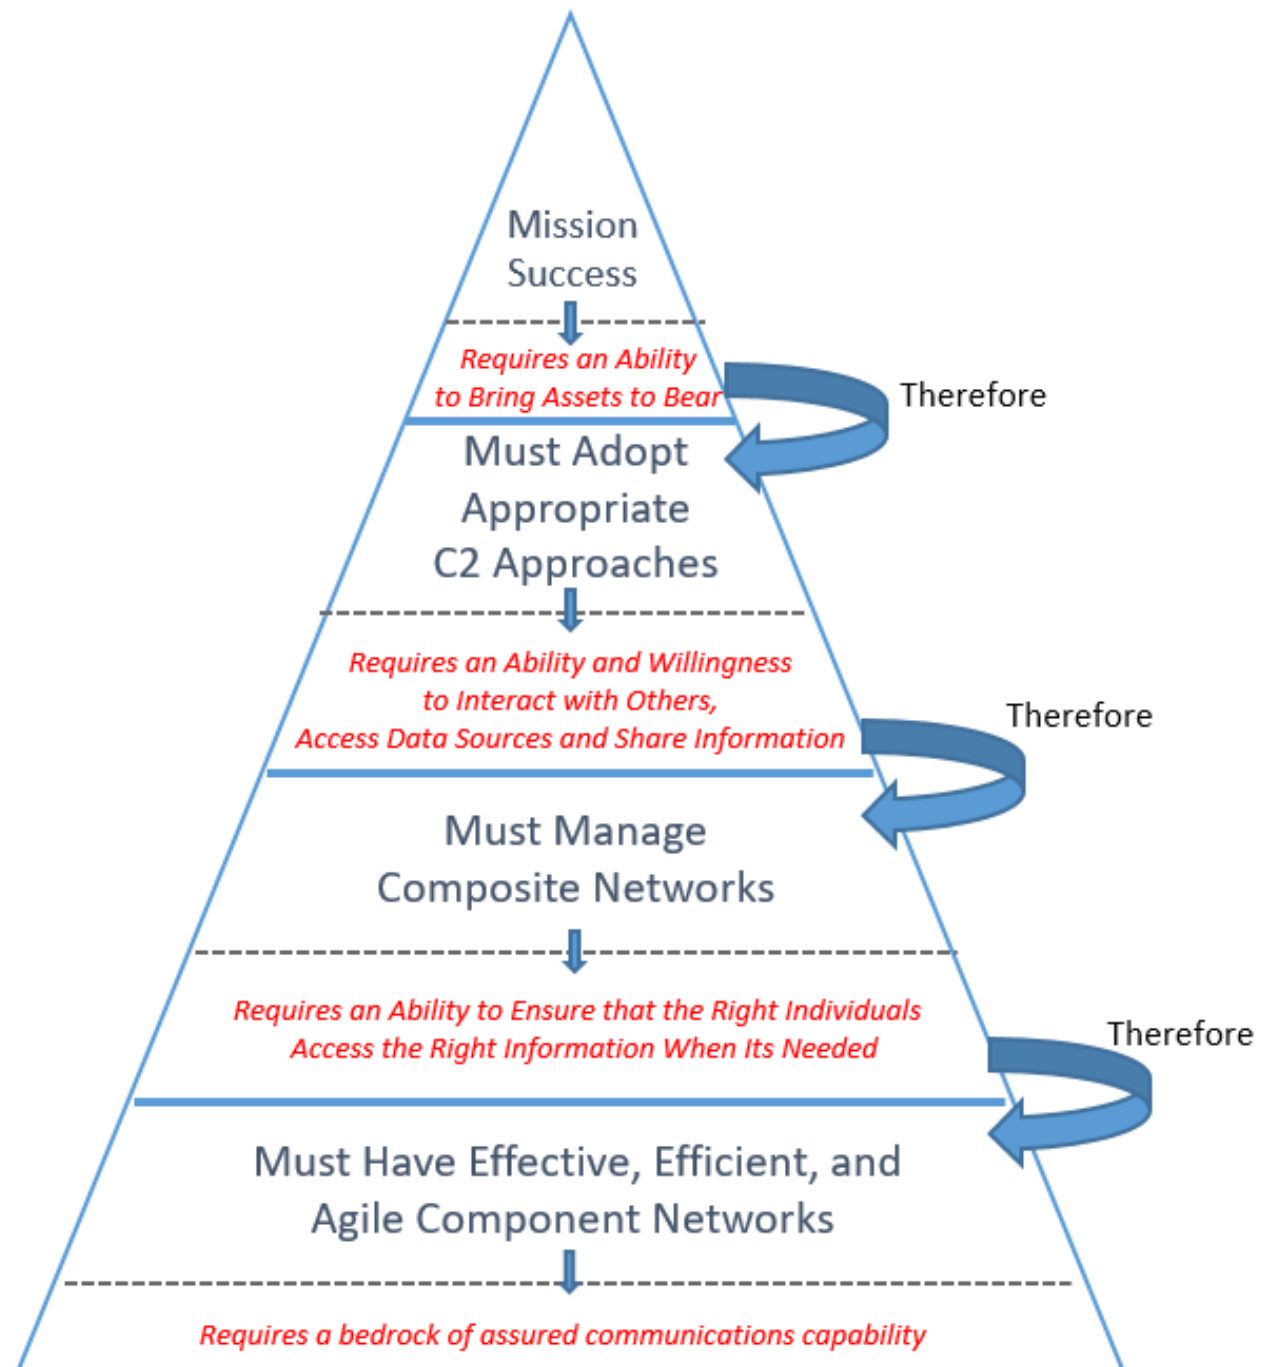 Mission
Success
Requires an Ability
to Bring Assets to Bear
Therefore
Must Adopt
Appropriate
C2 Approaches
Requires an Ability and Willingness
to Interact with Others,
Access Data Sources and Share Information
Therefore
Must Manage
Composite Networks
Requires an Ability to Ensure that the Right Individuals
Access the Right Information When Its Needed
Therefore
Must Have Effective, Efficient, and
Agile Component Networks
Requires a bedrock of assured communications capability